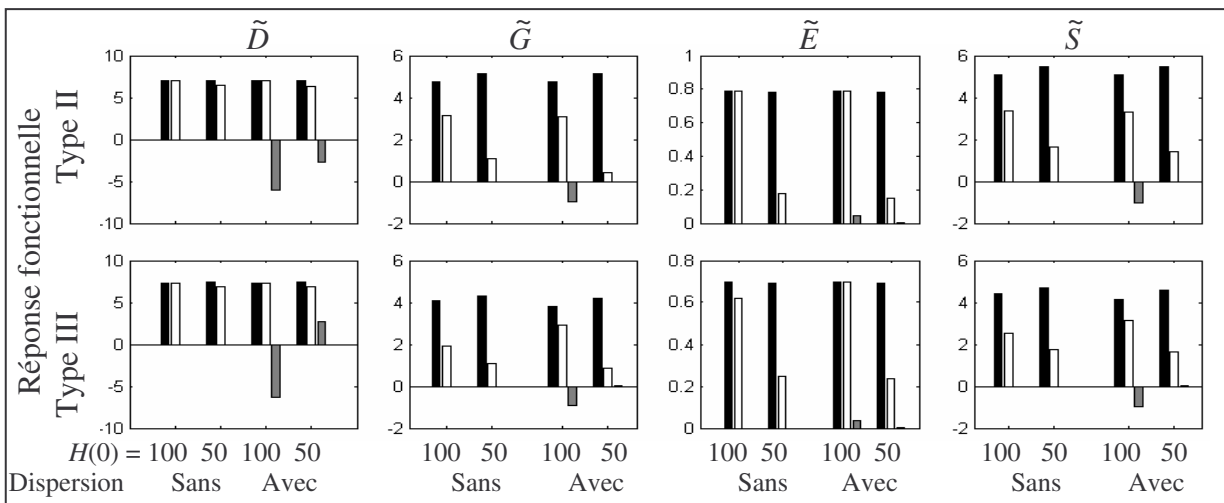 D̃ G̃ Ẽ S̃
Réponse fonctionnelle
Type II
10 6 1 6
5 4 0.8 4
0 2 0.6 2
-5 0 0.4 0
-10 -2 0.2 -2
0
Type III
10 6 0.8 6
5 4 0.6 4
0 2 0.4 2
-5 0 0.2 0
-10 -2 0 -2
H(0) = 100 50 100 50 100 50 100 50 100 50 100 50 100 50 100 50
Dispersion Sans Avec Sans Avec Sans Avec Sans Avec